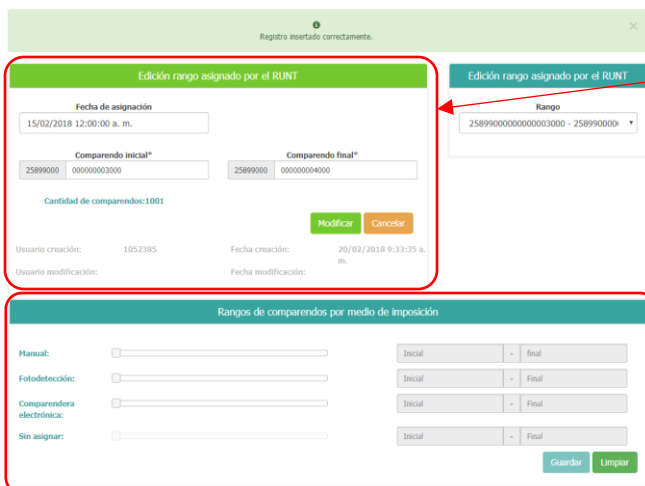 Registro insertado correctamente.
Edición rango asignado por el RUNT
Fecha de asignación
15/02/2018 12:00:00 a. m.
Comparendo inicial* Comparendo final*
25899000 000000003000 25899000 000000004000
Cantidad de comparendos:1001
Modificar Cancelar
Usuario creación: 1052385 Fecha creación: 20/02/2018 9:33:35 a.
m.
Usuario modificación: Fecha modificación:
Edición rango asignado por el RUNT
Rango
25899000000000003000 - 258990000
Rangos de comparendos por medio de imposición
Manual: Inicial - final
Fotodetección: Inicial - Final
Comparendera
electrónica: Inicial - Final
Sin asignar: Inicial - Final
Guardar Limpiar